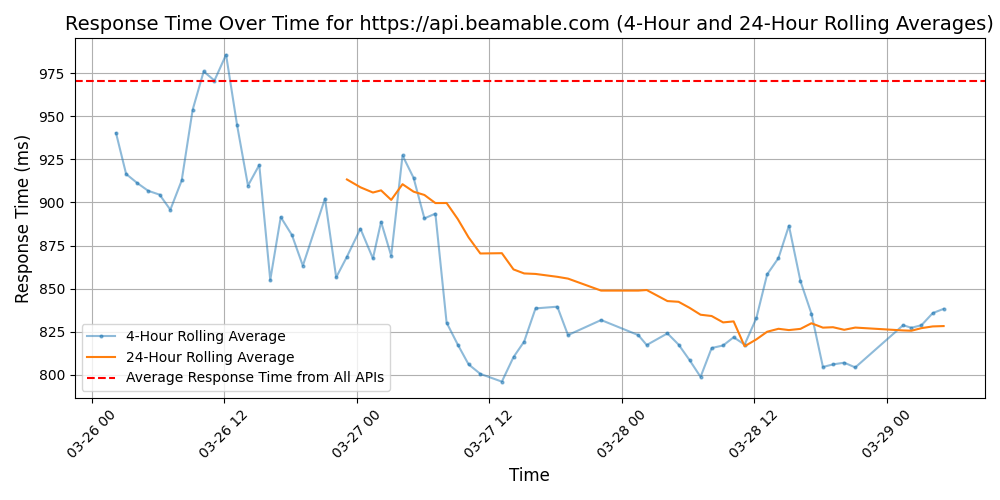 Response Time Over Time for https://api.beamable.com (4-Hour and 24-Hour Rolling Averages)
Response Time (ms)
975
950
925
900
875
850
825
800
4-Hour Rolling Average
24-Hour Rolling Average
Average Response Time from All APIs
03-26 00
03-26 12
03-27 00
03-27 12
03-28 00
03-28 12
03-29 00
Time